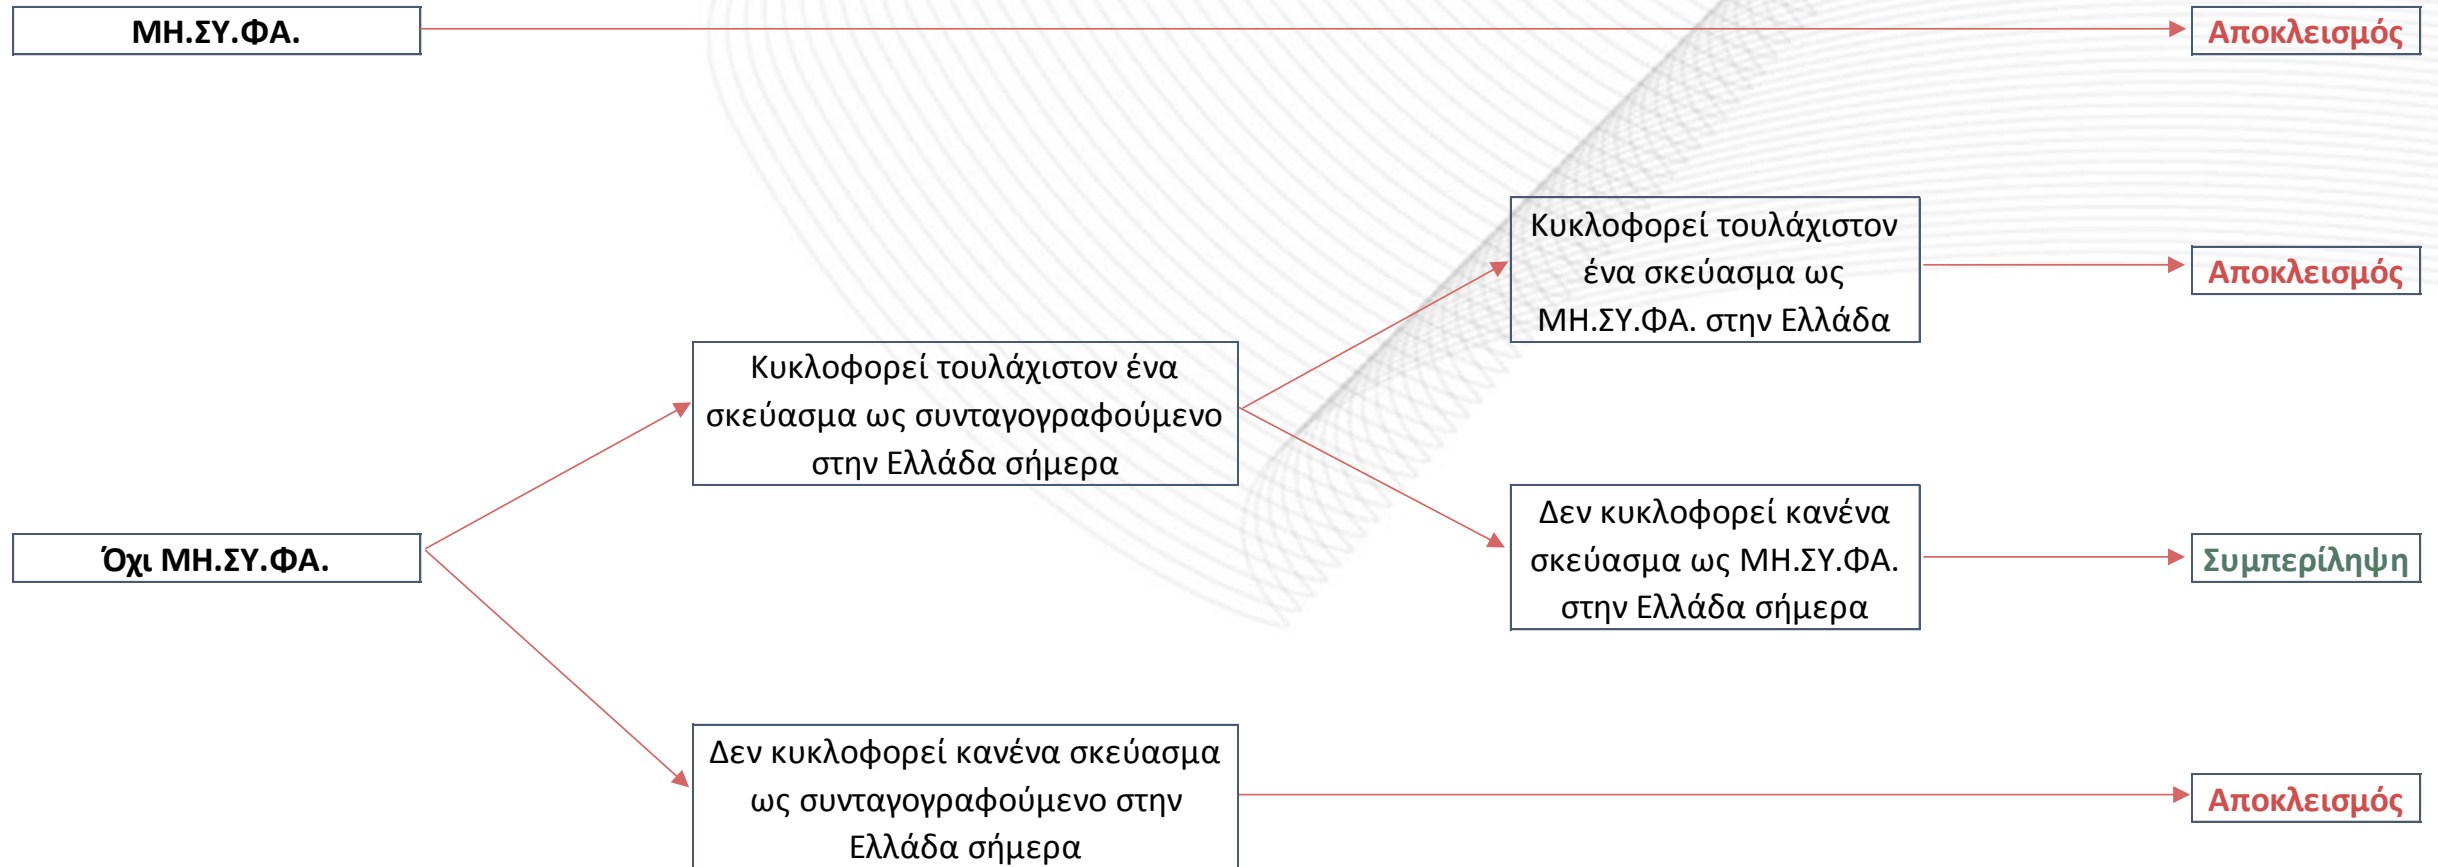 ΜΗ.ΣΥ.ΦΑ.
Αποκλεισμός
Κυκλοφορεί τουλάχιστον
ένα σκεύασμα ως
ΜΗ.ΣΥ.ΦΑ. στην Ελλάδα
Αποκλεισμός
Κυκλοφορεί τουλάχιστον ένα
σκεύασμα ως συνταγογραφούμενο
στην Ελλάδα σήμερα
Όχι ΜΗ.ΣΥ.ΦΑ.
Δεν κυκλοφορεί κανένα
σκεύασμα ως ΜΗ.ΣΥ.ΦΑ.
στην Ελλάδα σήμερα
Συμπερίληψη
Δεν κυκλοφορεί κανένα σκεύασμα
ως συνταγογραφούμενο στην
Ελλάδα σήμερα
Αποκλεισμός